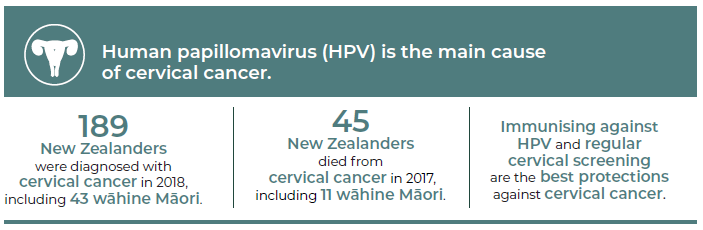 Human papillomavirus (HPV) is the main cause
of cervical cancer.
189
New Zealanders
were diagnosed with
cervical cancer in 2018,
including 43 wāhine Māori.
45
New Zealanders
died from
cervical cancer in 2017,
including 11 wāhine Māori.
Immunising against
HPV and regular
cervical screening
are the best protections
against cervical cancer.